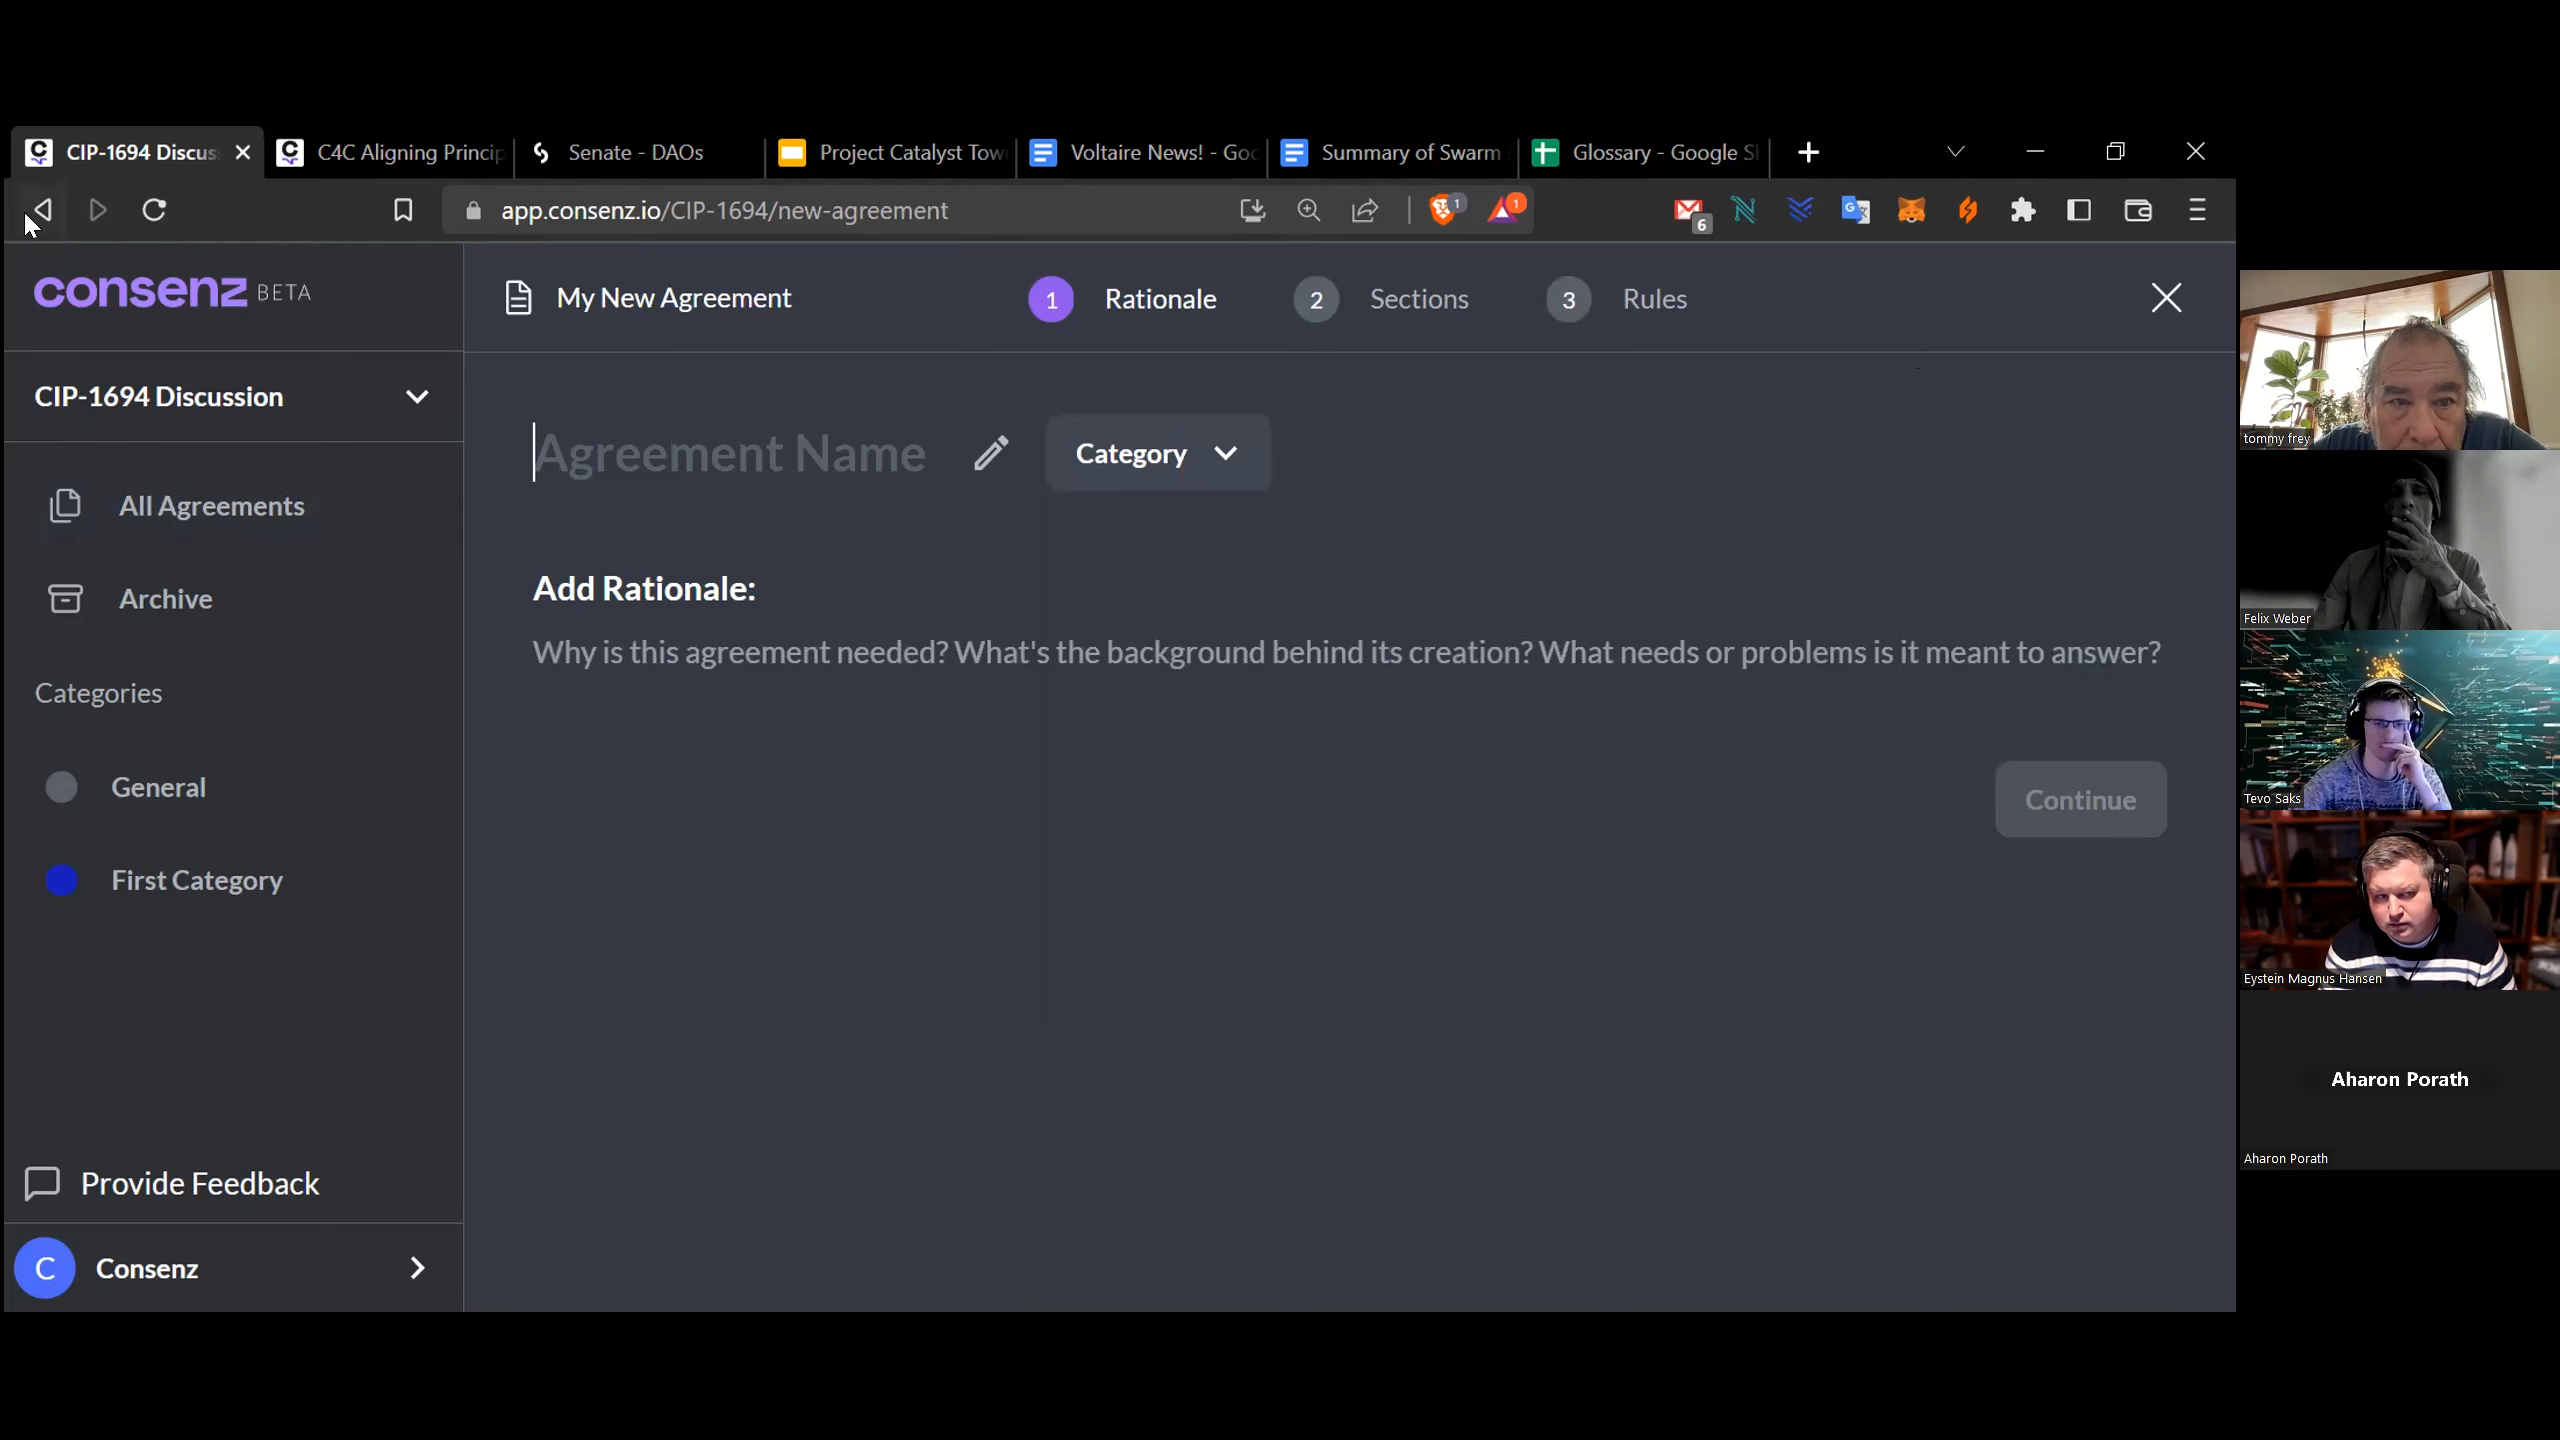 CIP-1694 Discus
C4C Aligning Princip
Senate - DAOs
Project Catalyst Tow
Voltaire News! - Goo
Summary of Swarm
Glossary - Google S
app.consenz.io/CIP-1694/new-agreement
1
1
6
consenz BETA
My New Agreement
1 Rationale
2 Sections
3 Rules
CIP-1694 Discussion
Agreement Name
Category
All Agreements
Archive
Add Rationale:
Why is this agreement needed? What's the background behind its creation? What needs or problems is it meant to answer?
Categories
General
First Category
Continue
Provide Feedback
C Consenz
tommy frey
Felix Weber
Tevo Saks
Eystein Magnus Hansen
Aharon Porath
Aharon Porath